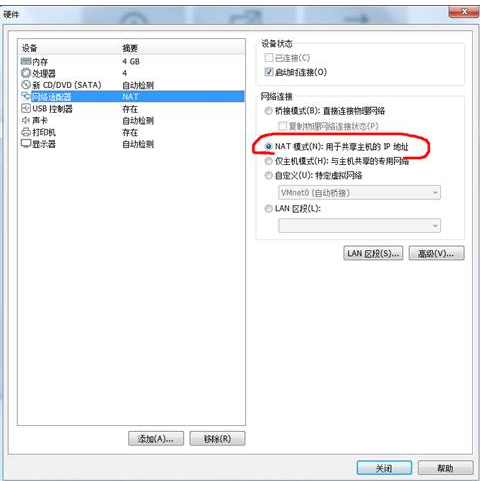 硬件
设备
摘要
内存
4 GB
处理器
4
新 CD/DVD (SATA)
自动检测
网络适配器
NAT
USB 控制器
存在
声卡
自动检测
打印机
存在
显示器
自动检测
添加(A)...
移除(R)
设备状态
已连接(C)
启动时连接(O)
网络连接
桥接模式(B): 直接连接物理网络
复制物理网络连接状态(P)
NAT 模式(N): 用于共享主机的 IP 地址
仅主机模式(H): 与主机共享的专用网络
自定义(U): 特定虚拟网络
VMnet0 (自动桥接)
LAN 区段(L):
LAN 区段(S)...
高级(V)...
关闭
帮助